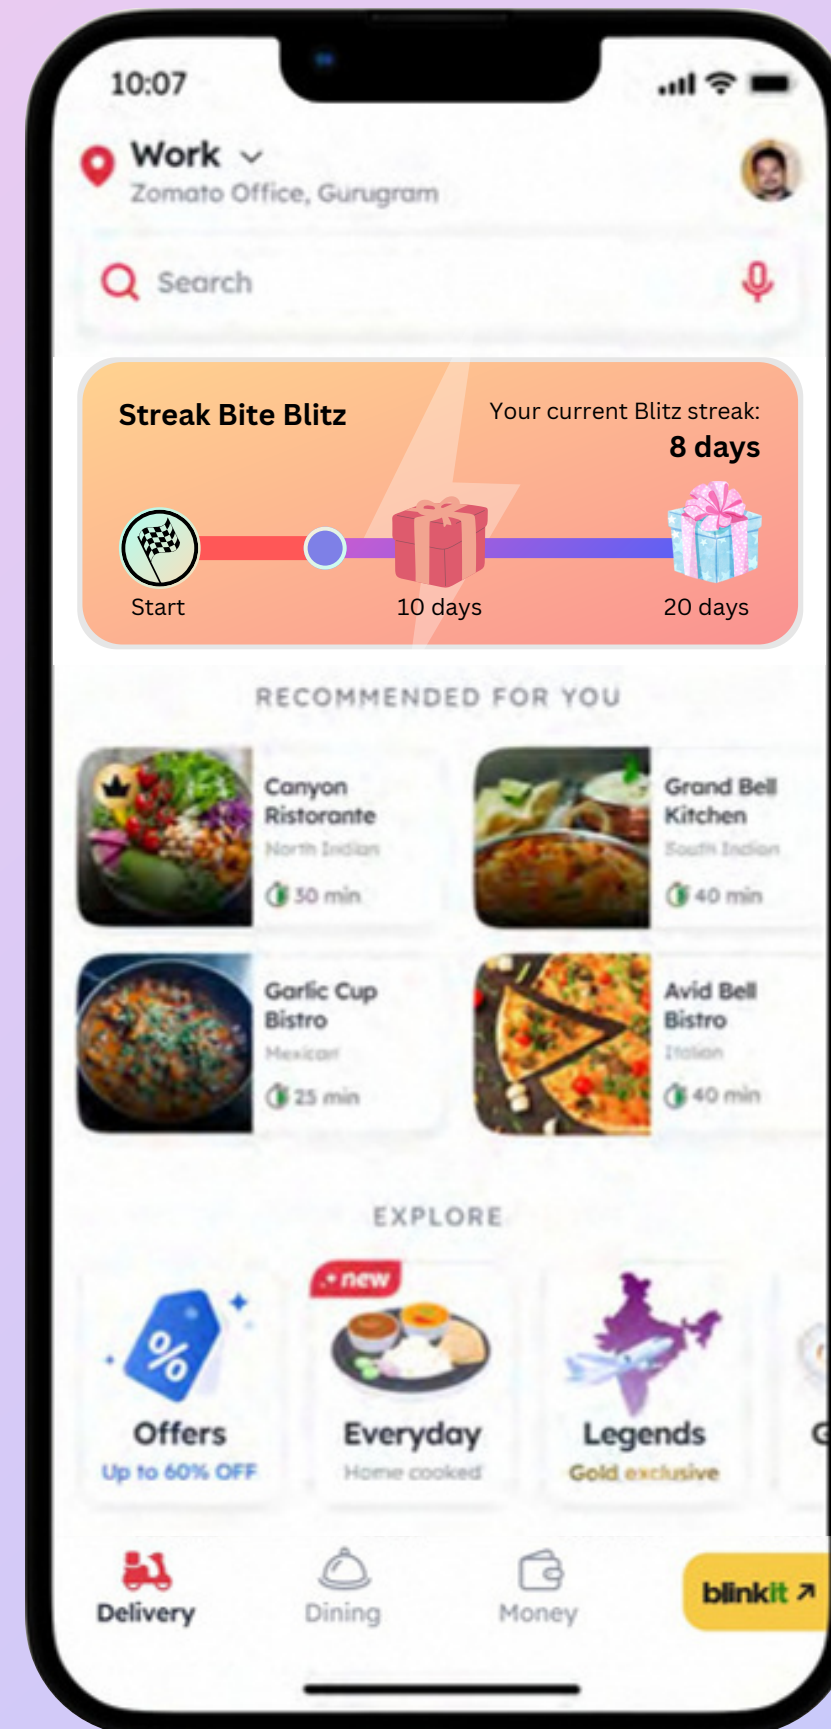 10:07
Work
Zomato Office, Gurugram
Search
Streak Bite Blitz
Your current Blitz streak:
8 days
Start
10 days
20 days
RECOMMENDED FOR YOU
Canyon
Ristorante
North Indian
30 min
Grand Bell
Kitchen
South Indian
40 min
Garlic Cup
Bistro
Mexican
25 min
Avid Bell
Bistro
Italian
40 min
EXPLORE
new
%
Offers
Up to 60% OFF
Everyday
Home cooked
Legends
Gold exclusive
G
Delivery
Dining
Money
blinkit